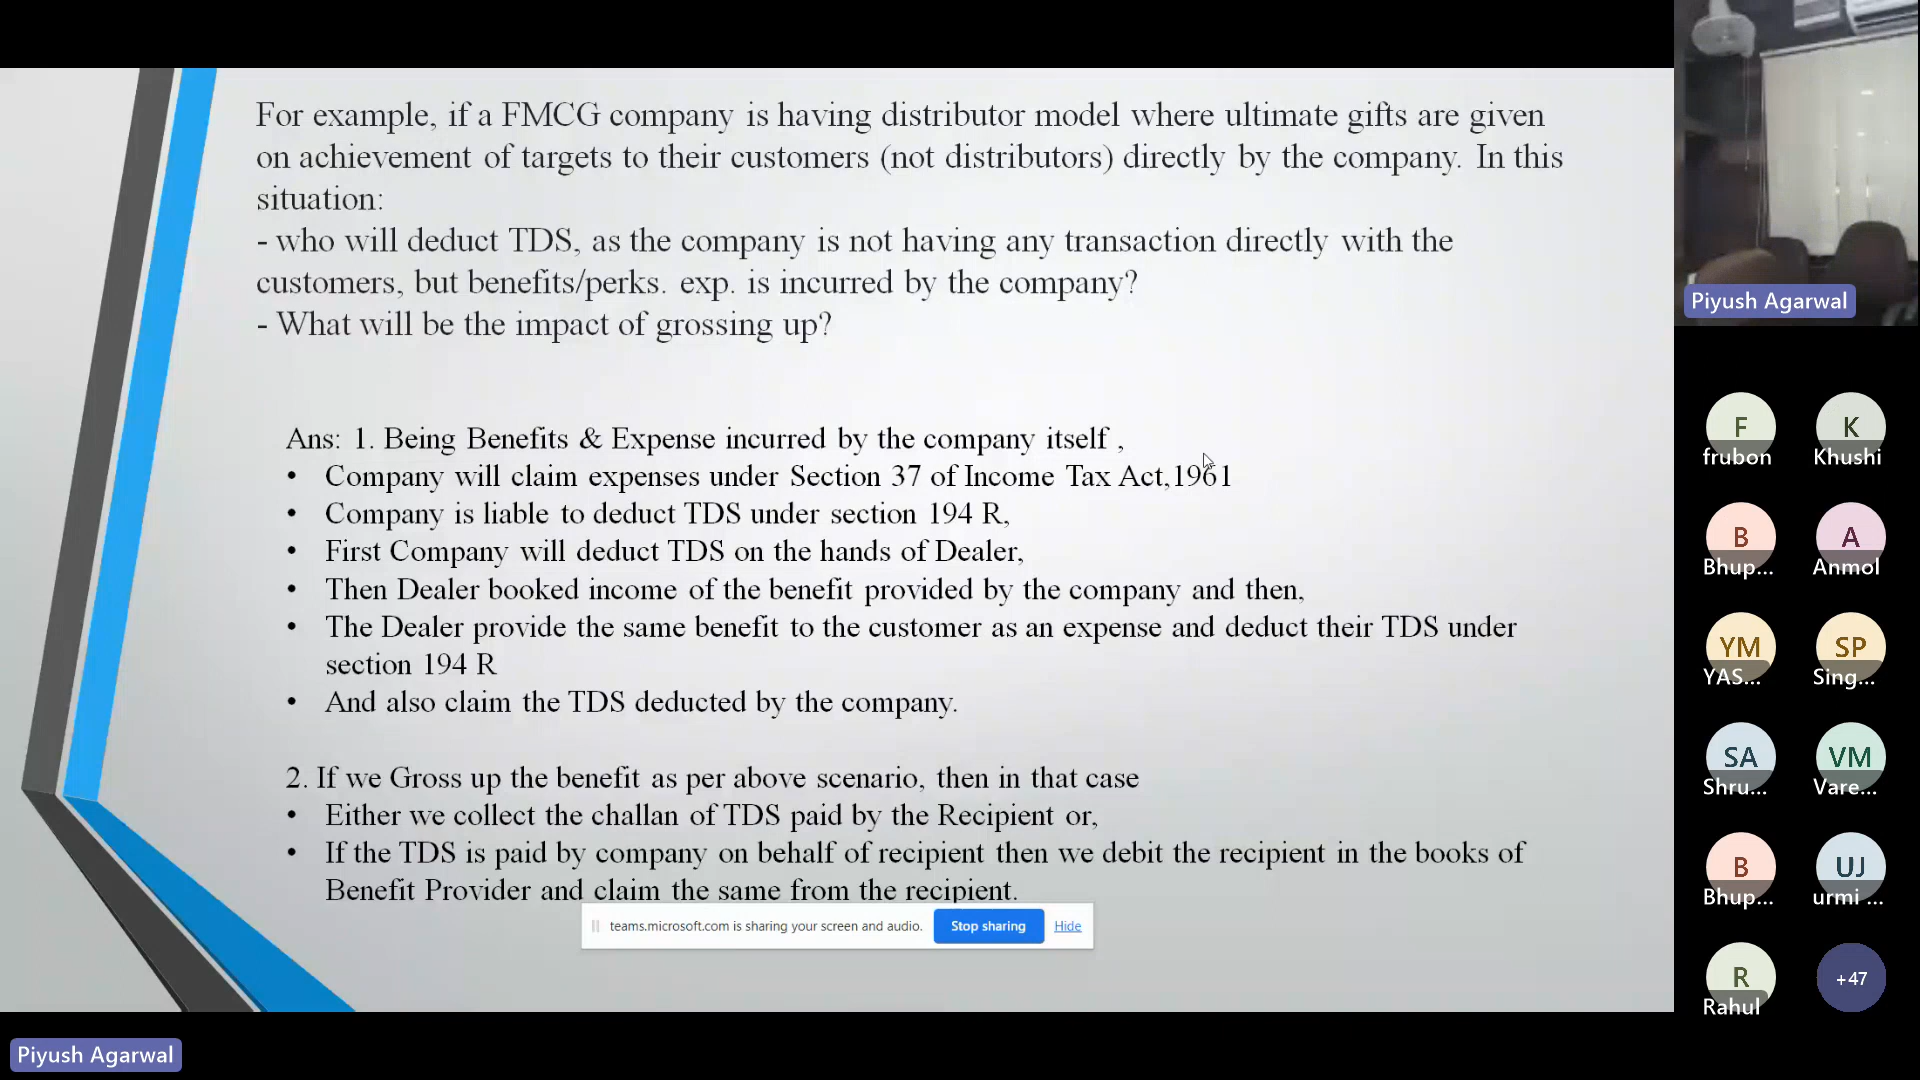 For example, if a FMCG company is having distributor model where ultimate gifts are given
on achievement of targets to their customers (not distributors) directly by the company. In this
situation:
- who will deduct TDS, as the company is not having any transaction directly with the
customers, but benefits/perks. exp. is incurred by the company?
- What will be the impact of grossing up?
Ans: 1. Being Benefits & Expense incurred by the company itself ,
• Company will claim expenses under Section 37 of Income Tax Act,1961
• Company is liable to deduct TDS under section 194 R,
• First Company will deduct TDS on the hands of Dealer,
• Then Dealer booked income of the benefit provided by the company and then,
• The Dealer provide the same benefit to the customer as an expense and deduct their TDS under
section 194 R
• And also claim the TDS deducted by the company.
2. If we Gross up the benefit as per above scenario, then in that case
• Either we collect the challan of TDS paid by the Recipient or,
• If the TDS is paid by company on behalf of recipient then we debit the recipient in the books of
Benefit Provider and claim the same from the recipient.
teams.microsoft.com is sharing your screen and audio. Stop sharing Hide
Piyush Agarwal
Piyush Agarwal
F K
frubon Khushi
B A
Bhup... Anmol
YM SP
YAS... Sing...
SA VM
Shru... Vare...
B UJ
Bhup... urmi ...
R +47
Rahul